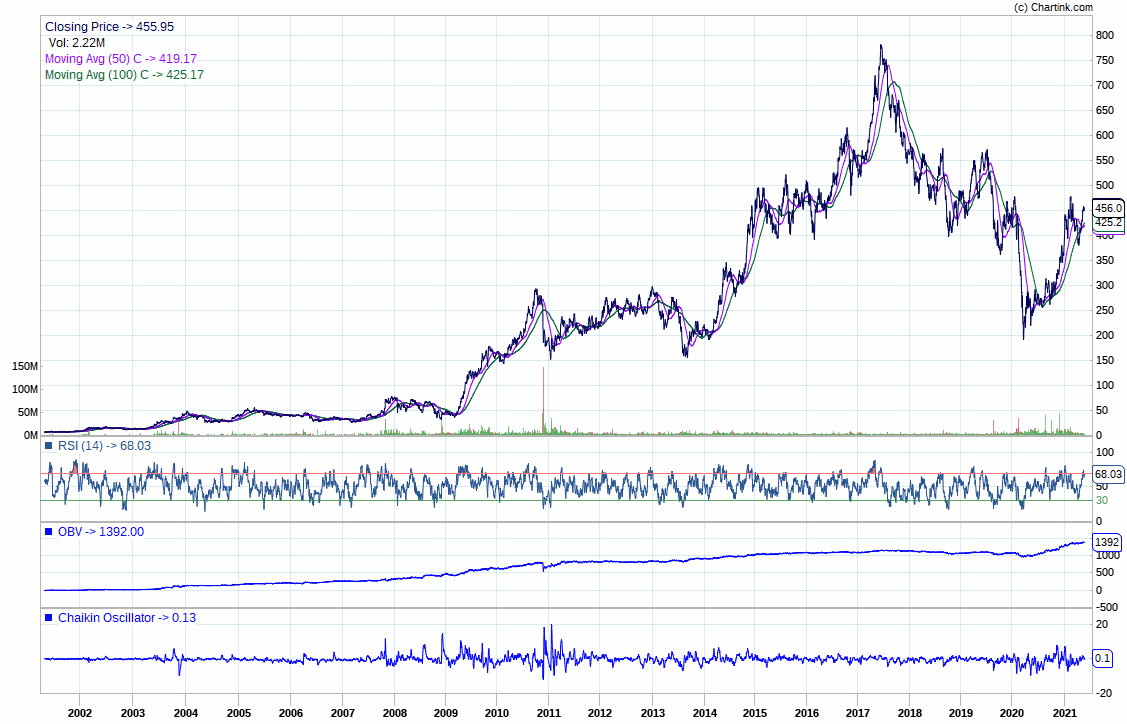 (c) Chartink.com
Closing Price -> 455.95
Vol: 2.22M
Moving Avg (50) C -> 419.17
Moving Avg (100) C -> 425.17
800
750
700
650
600
550
500
456.0
425.2
400
350
300
250
200
150
100
50
0
150M
100M
50M
0M
RSI (14) -> 68.03
100
68.03
50
30
0
OBV -> 1392.00
1392
1000
500
0
-500
Chaikin Oscillator -> 0.13
20
0.1
-20
2002 2003 2004 2005 2006 2007 2008 2009 2010 2011 2012 2013 2014 2015 2016 2017 2018 2019 2020 2021